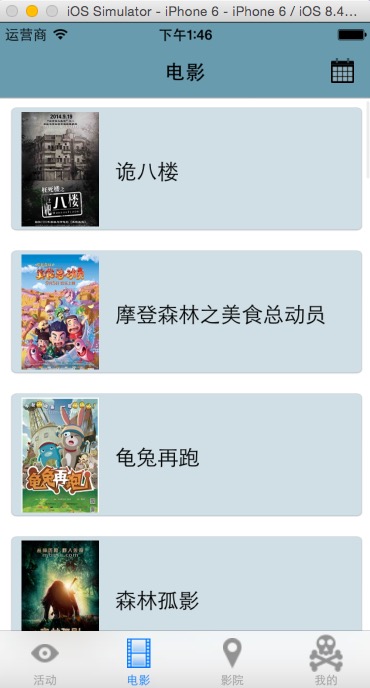 iOS Simulator - iPhone 6 - iPhone 6 / iOS 8.4...
运营商
下午1:46
电影
2014.9.19
诡八楼
诡八楼
摩登森林之美食总动员
龟兔再跑
龟兔再跑
森林孤影
活动
电影
影院
我的